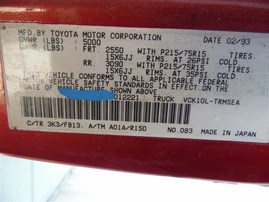 MFD.BY TOYOTA MOTOR CORPORATION 02/93
GVWR (LBS) 5000
GAWR (LBS) FRT. 2550 WITH P215/75R15
15X6JJ RIMS AT 26PSI COLD
RR. 3090 WITH P215/75R15
15X6JJ RIMS AT 35PSI COLD
THIS VEHICLE CONFORMS TO ALL APPLICABLE FEDERAL
MOTOR VEHICLE SAFETY STANDARDS IN EFFECT ON THE
DATE OF MANUFACTURE SHOWN ABOVE.
0012221 TRUCK VCK10L-TRMSEA
C/TR 3K3/FB13. A/TM A01A/R150
NO.083 MADE IN JAPAN